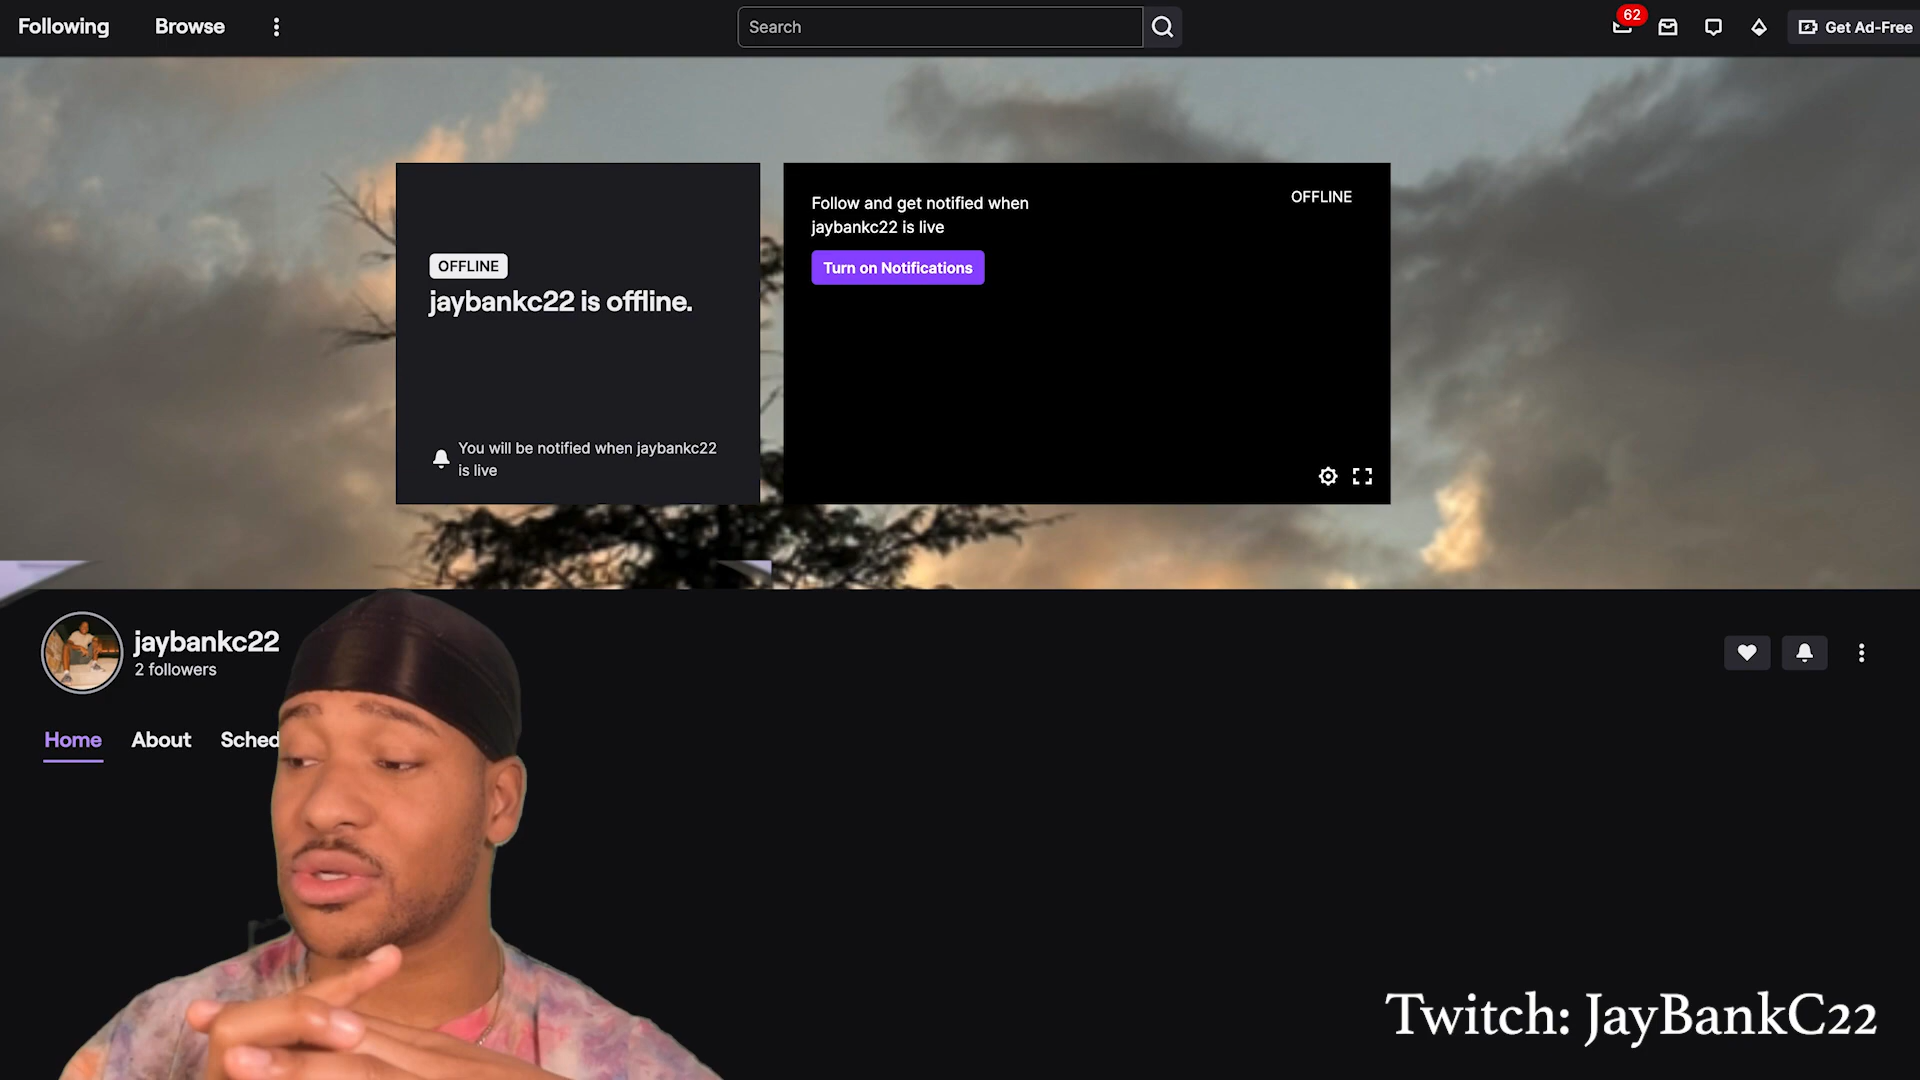 Following
Browse
Search
62
Get Ad-Free
OFFLINE
jaybankc22 is offline.
You will be notified when jaybankc22
is live
Follow and get notified when
jaybankc22 is live
OFFLINE
Turn on Notifications
jaybankc22
2 followers
Home
About
Sched
Twitch: JayBankC22